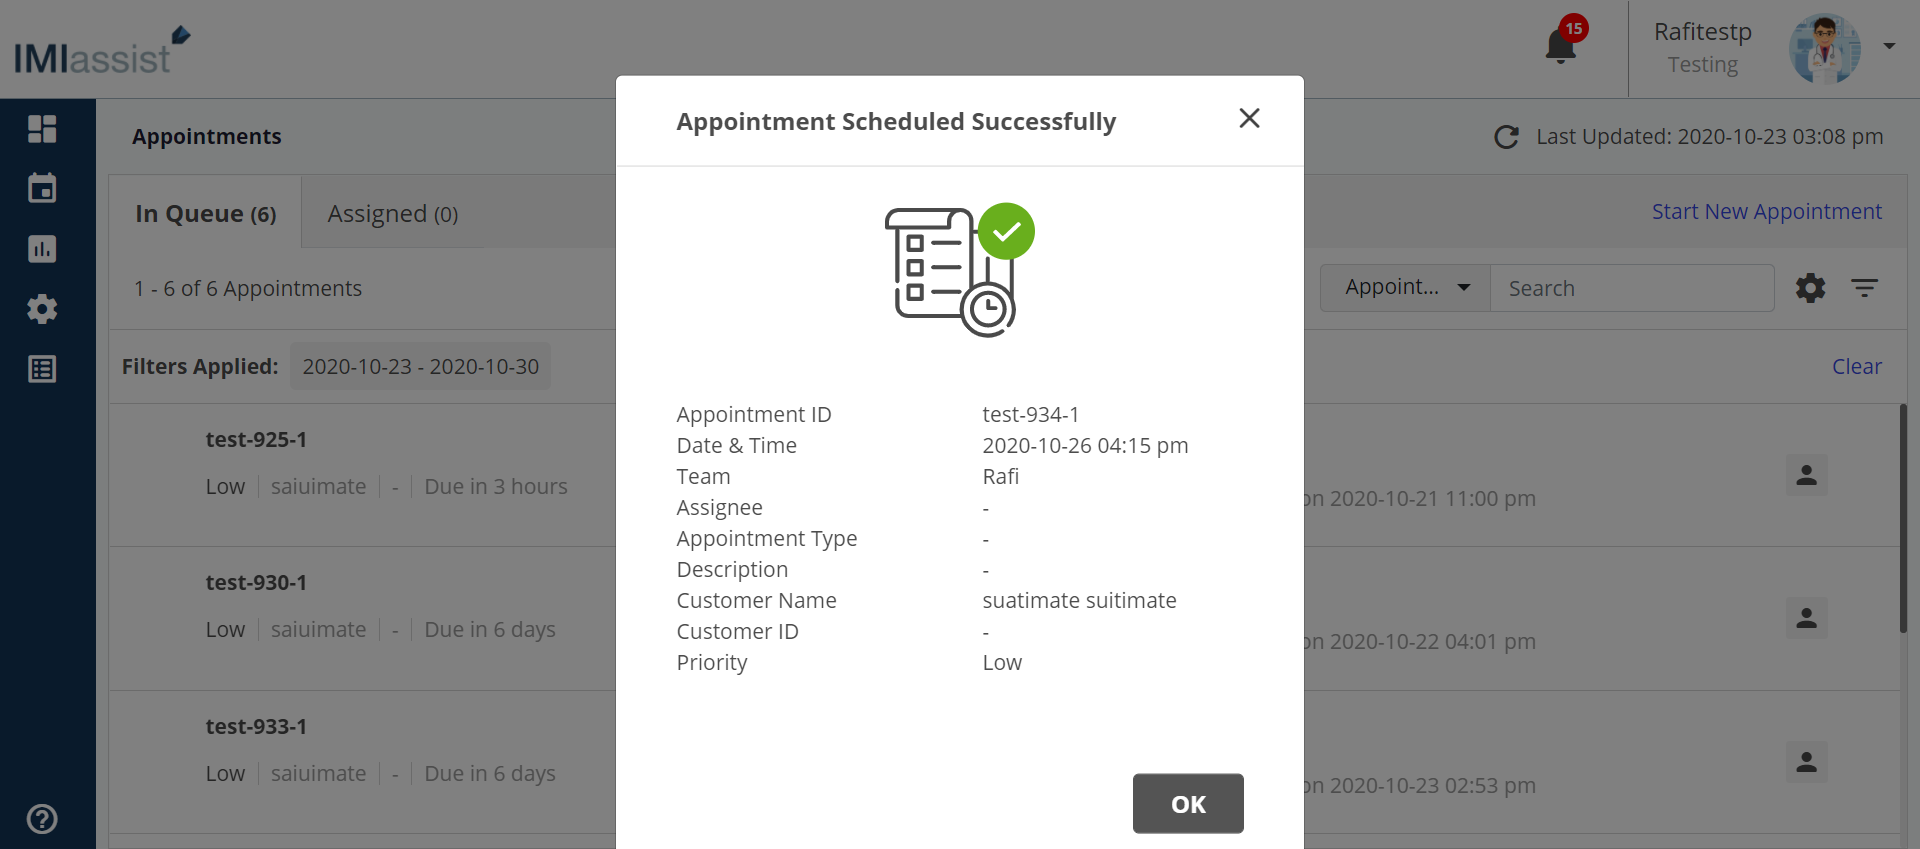 IMIassist
15
Rafitestp
Testing
Appointments
Last Updated: 2020-10-23 03:08 pm
In Queue (6)
Assigned (0)
Start New Appointment
1 - 6 of 6 Appointments
Appoint...
Search
Filters Applied:
2020-10-23 - 2020-10-30
Clear
test-925-1
Low | saiuimate | - | Due in 3 hours
on 2020-10-21 11:00 pm
test-930-1
Low | saiuimate | - | Due in 6 days
on 2020-10-22 04:01 pm
test-933-1
Low | saiuimate | - | Due in 6 days
on 2020-10-23 02:53 pm
Appointment Scheduled Successfully
Appointment ID test-934-1
Date & Time 2020-10-26 04:15 pm
Team Rafi
Assignee -
Appointment Type -
Description -
Customer Name suatimate suitimate
Customer ID -
Priority Low
OK